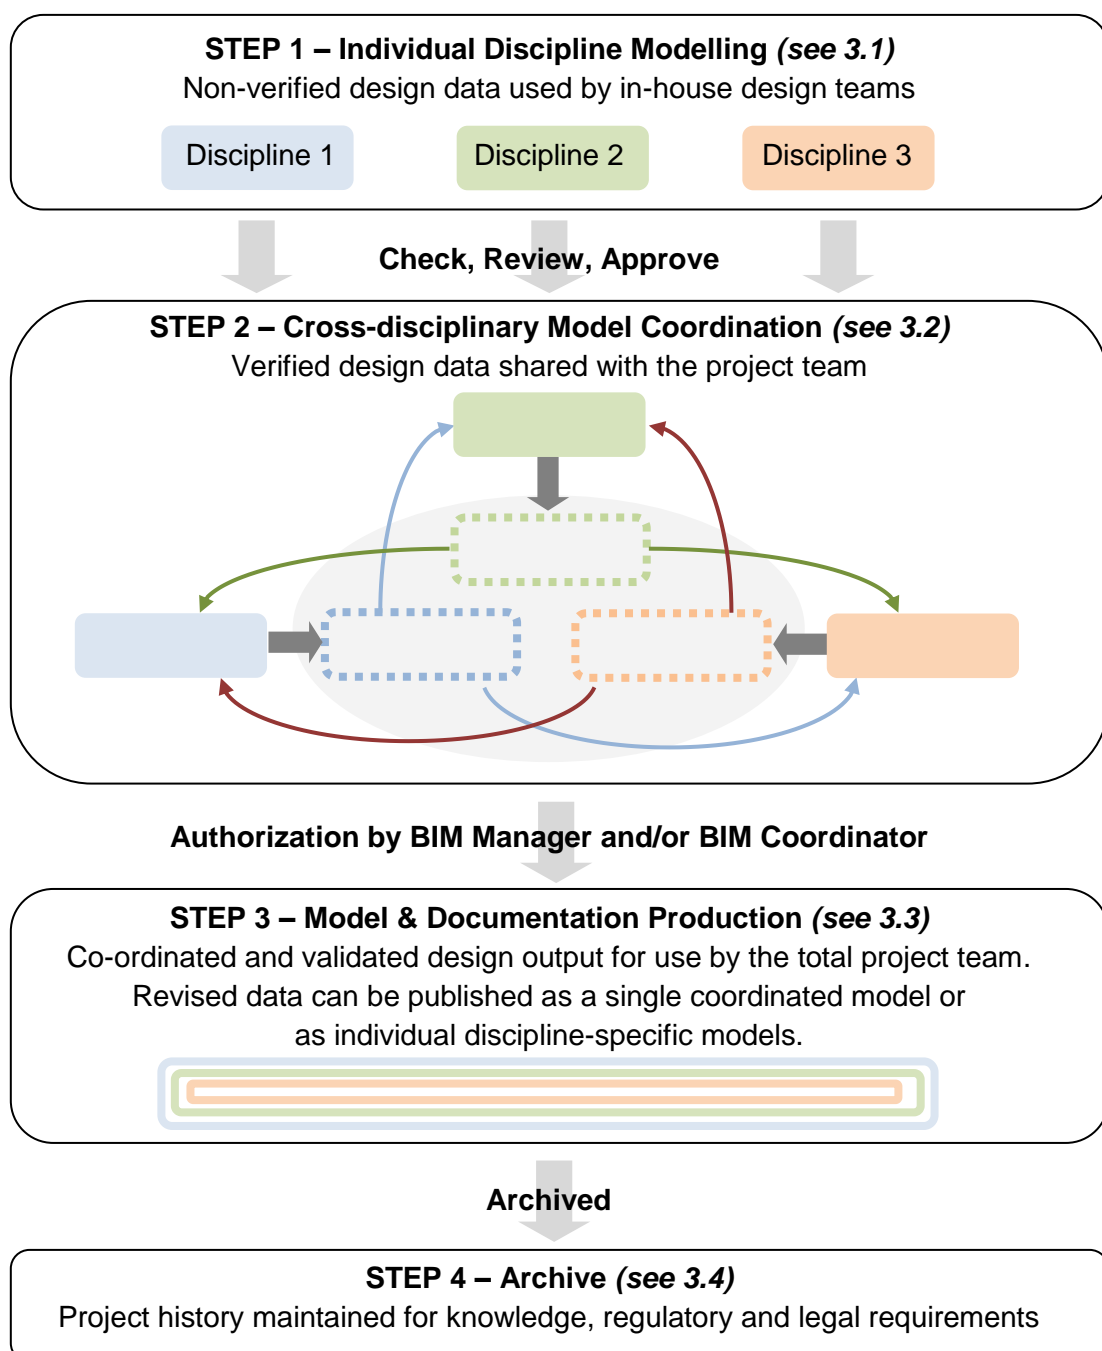 STEP 1 – Individual Discipline Modelling (see 3.1)
Non-verified design data used by in-house design teams
Discipline 1
Discipline 2
Discipline 3
Check, Review, Approve
STEP 2 – Cross-disciplinary Model Coordination (see 3.2)
Verified design data shared with the project team
Authorization by BIM Manager and/or BIM Coordinator
STEP 3 – Model & Documentation Production (see 3.3)
Co-ordinated and validated design output for use by the total project team.
Revised data can be published as a single coordinated model or
as individual discipline-specific models.
Archived
STEP 4 – Archive (see 3.4)
Project history maintained for knowledge, regulatory and legal requirements